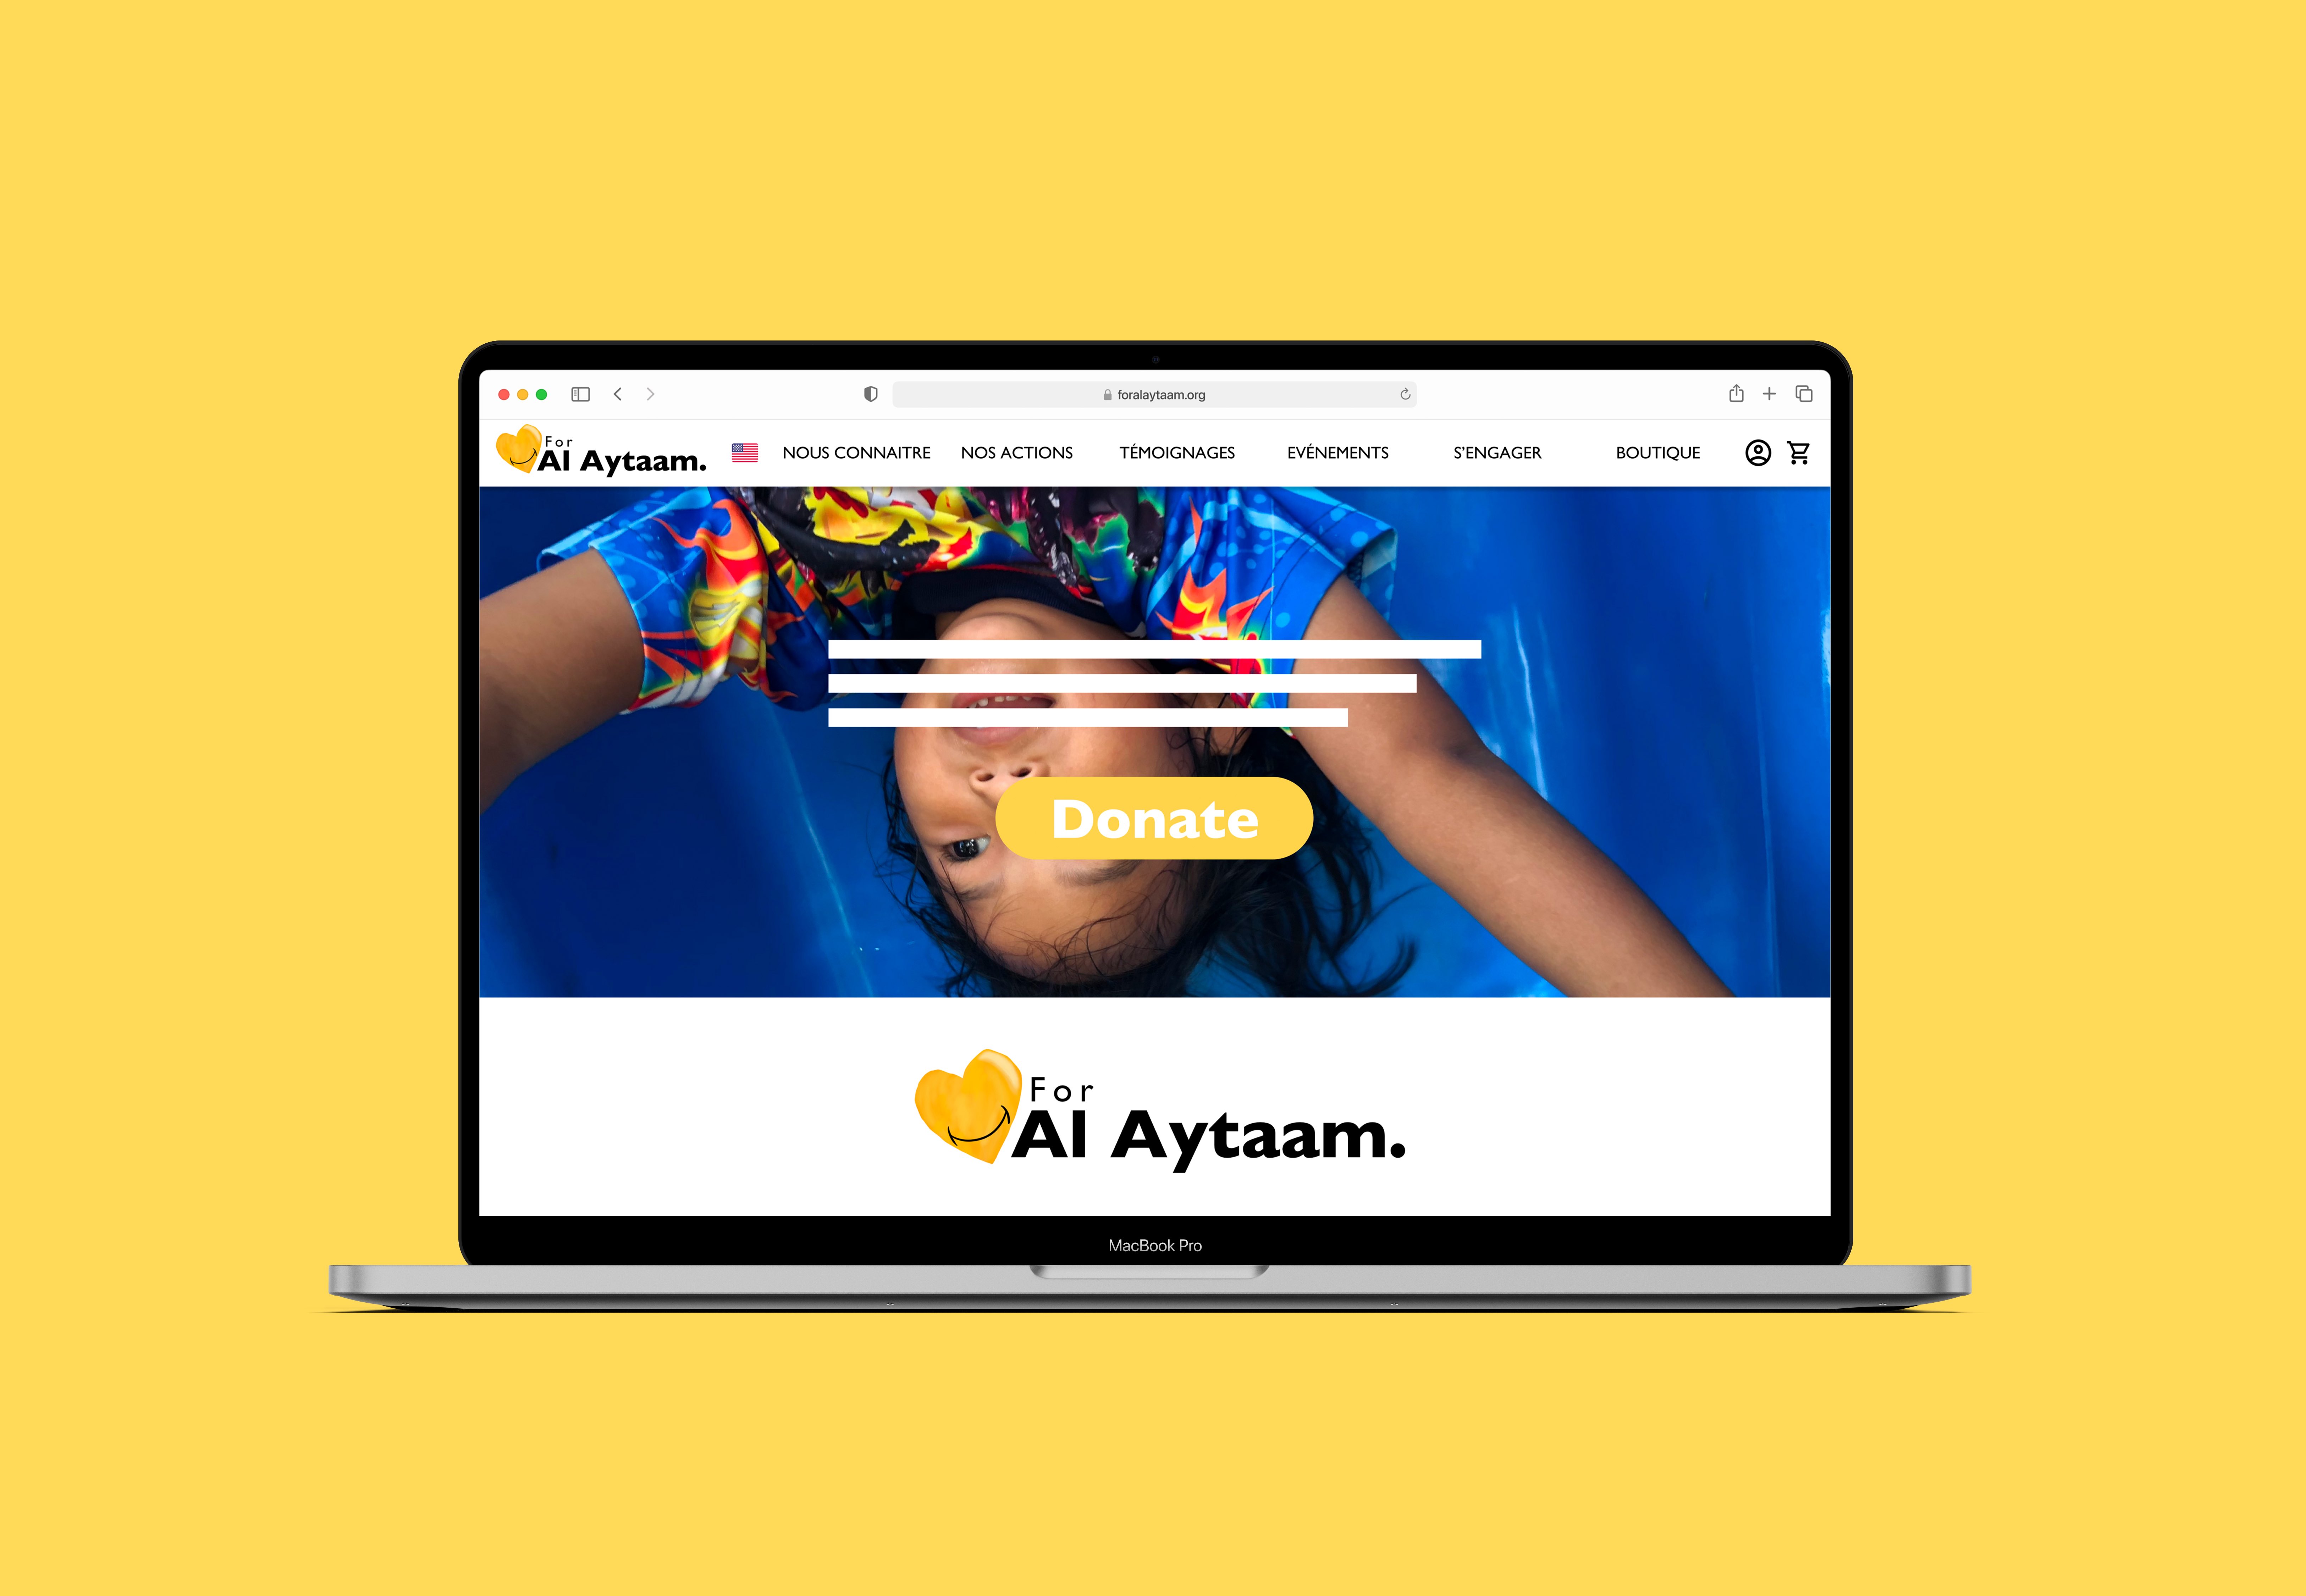 foralaytaam.org
For
Al Aytaam.
NOUS CONNAITRE NOS ACTIONS TÉMOIGNAGES EVÉNEMENTS S'ENGAGER BOUTIQUE
Donate
For
Al Aytaam.
MacBook Pro